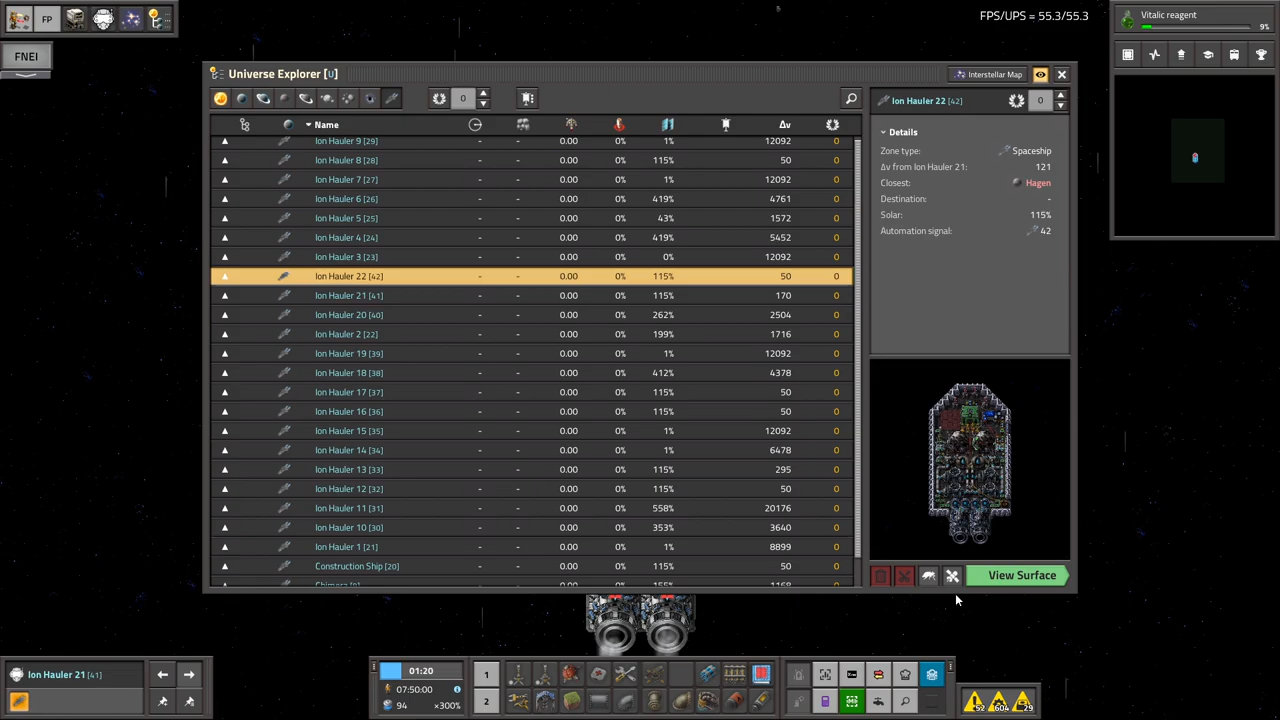 FP
FPS/UPS = 55.3/55.3
Vitalic reagent
9%
FNEI
Universe Explorer [U]
Interstellar Map
0
Name Δv
Ion Hauler 9 [29] - - 0.00 0% 1% 12092 0
Ion Hauler 8 [28] - - 0.00 0% 115% 50 0
Ion Hauler 7 [27] - - 0.00 0% 1% 12092 0
Ion Hauler 6 [26] - - 0.00 0% 419% 4761 0
Ion Hauler 5 [25] - - 0.00 0% 43% 1572 0
Ion Hauler 4 [24] - - 0.00 0% 419% 5452 0
Ion Hauler 3 [23] - - 0.00 0% 0% 12092 0
Ion Hauler 22 [42] - - 0.00 0% 115% 50 0
Ion Hauler 21 [41] - - 0.00 0% 115% 170 0
Ion Hauler 20 [40] - - 0.00 0% 262% 2504 0
Ion Hauler 2 [22] - - 0.00 0% 199% 1716 0
Ion Hauler 19 [39] - - 0.00 0% 1% 12092 0
Ion Hauler 18 [38] - - 0.00 0% 412% 4378 0
Ion Hauler 17 [37] - - 0.00 0% 115% 50 0
Ion Hauler 16 [36] - - 0.00 0% 115% 50 0
Ion Hauler 15 [35] - - 0.00 0% 1% 12092 0
Ion Hauler 14 [34] - - 0.00 0% 1% 6478 0
Ion Hauler 13 [33] - - 0.00 0% 115% 295 0
Ion Hauler 12 [32] - - 0.00 0% 115% 50 0
Ion Hauler 11 [31] - - 0.00 0% 558% 20176 0
Ion Hauler 10 [30] - - 0.00 0% 353% 3640 0
Ion Hauler 1 [21] - - 0.00 0% 1% 8899 0
Construction Ship [20] - - 0.00 0% 115% 50 0
Chimera [9] - - 0.00 0% 155% 1168 0
Ion Hauler 22 [42] 0
Details
Zone type: Spaceship
Δv from Ion Hauler 21: 121
Closest: Hagen
Destination: -
Solar: 115%
Automation signal: 42
View Surface
Ion Hauler 21 [41]
01:20
07:50:00
94 ×300%
1
2
52 604 29